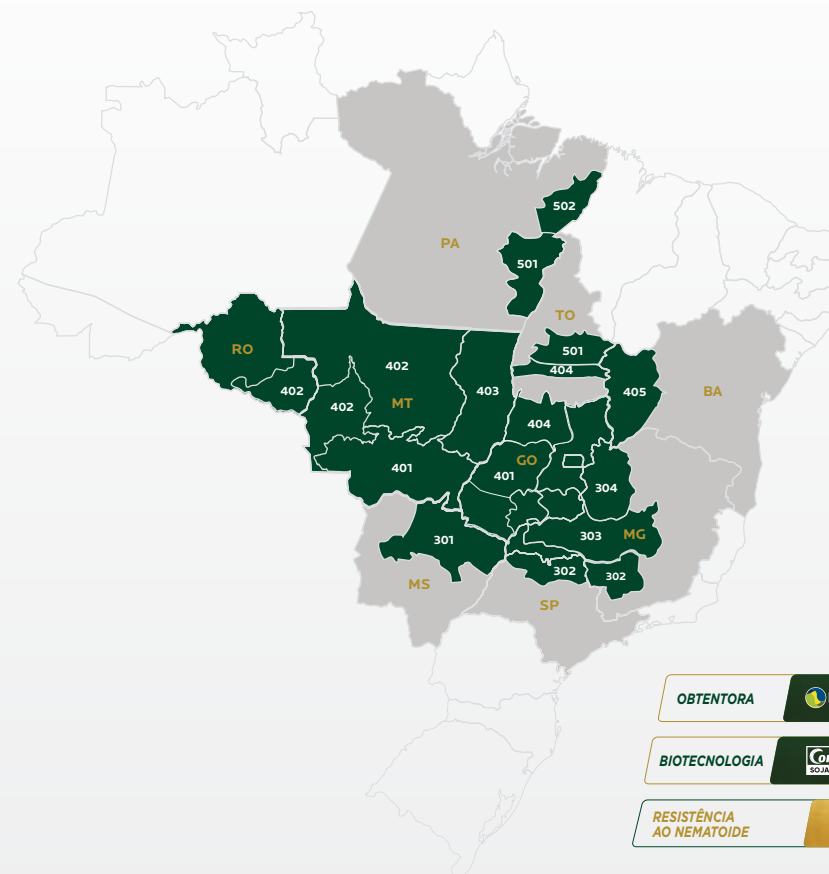 502
PA
501
TO
RO
501
402
404
402
403
405
BA
402
MT
404
GO
401
401
304
301
303
MG
302
302
MS
SP
OBTENTORA
BIOTECNOLOGIA
SOJA
RESISTÊNCIA
AO NEMATOIDE